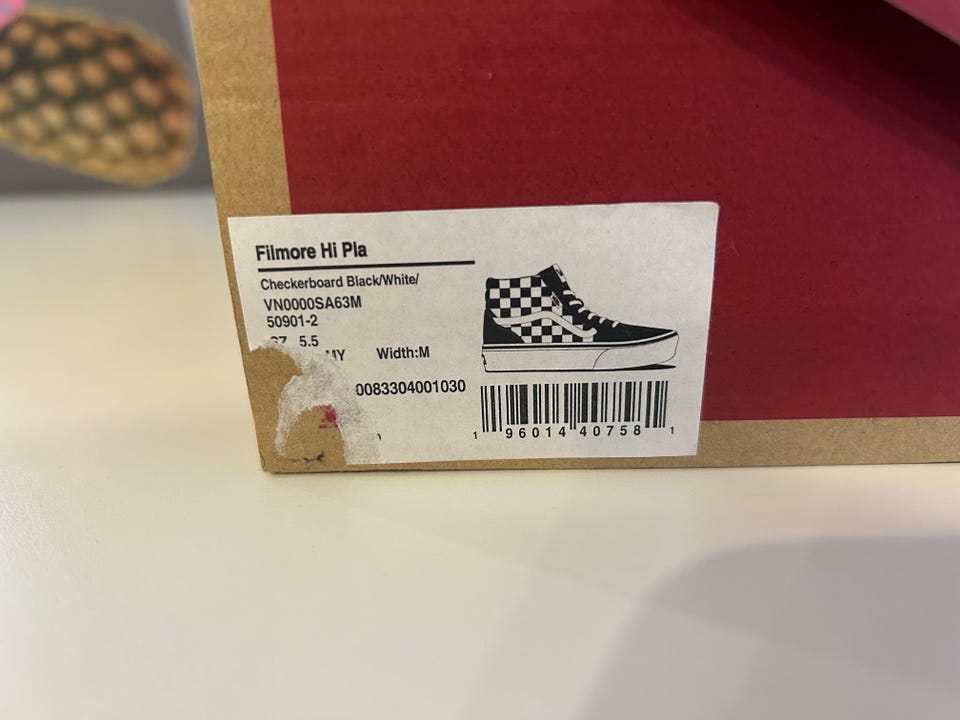 Filmore Hi Pla
Checkerboard Black/White/
VN0000SA63M
50901-2
5.5
MY Width:M
0083304001030
1 96014 40758 1